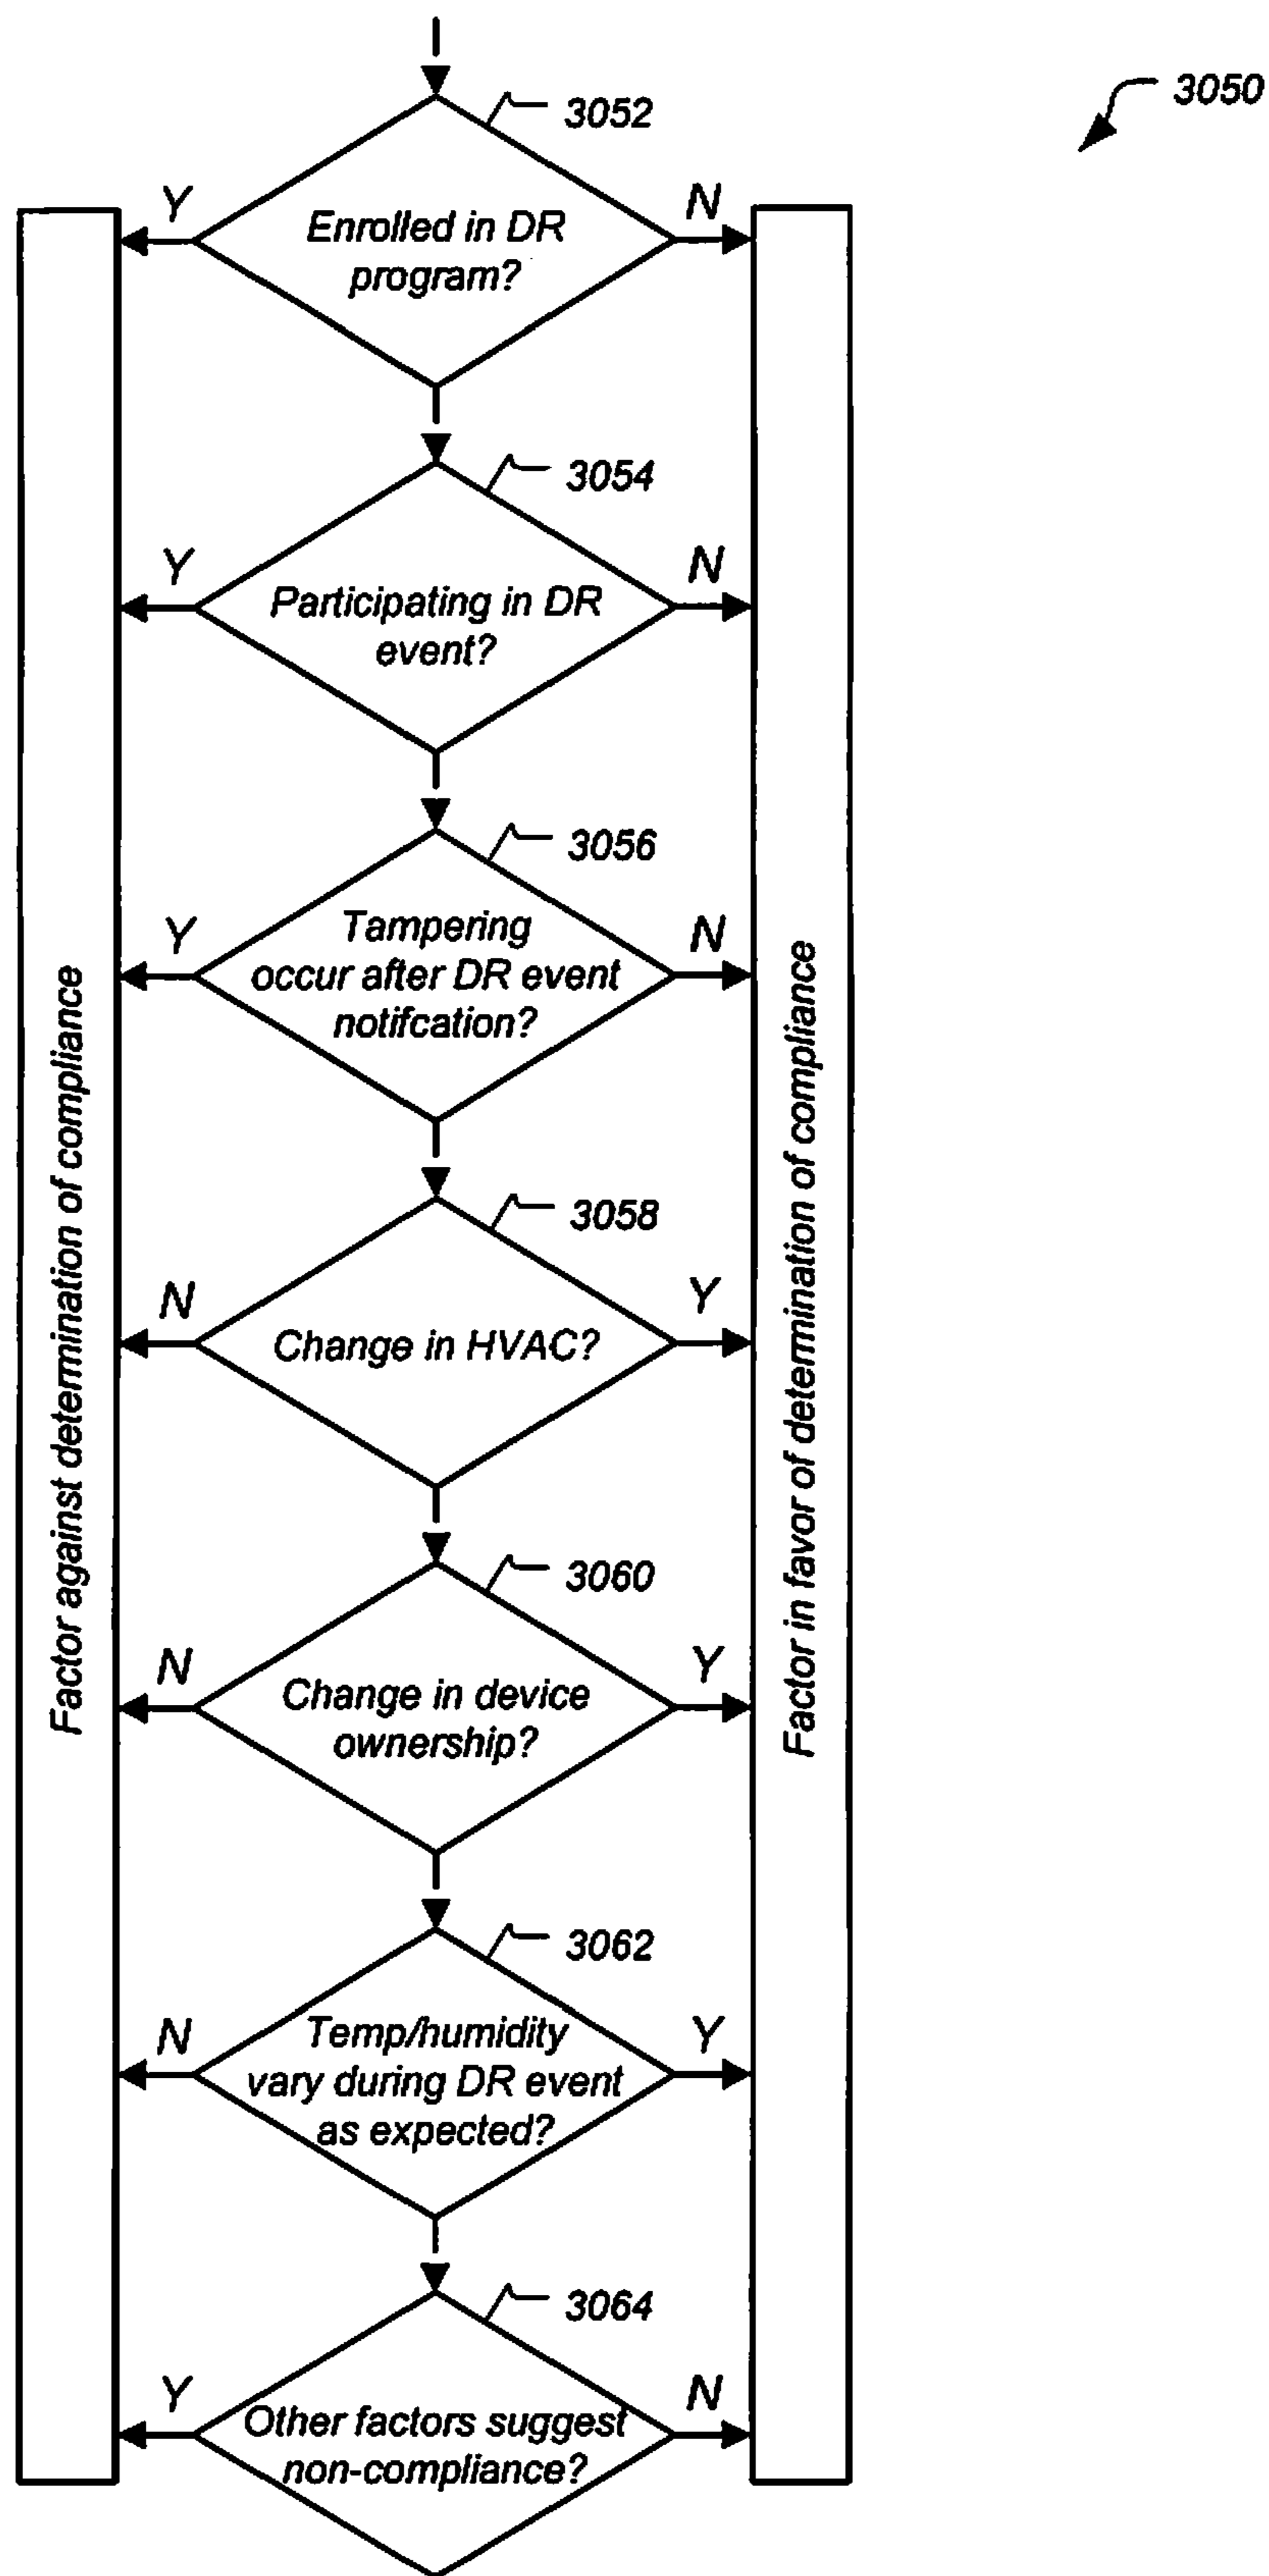 3050
3052
Y
N
Enrolled in DR
program?
3054
Y
N
Participating in DR
event?
3056
Y
N
Tampering
occur after DR event
notifcation?
3058
N
Y
Change in HVAC?
3060
N
Y
Change in device
ownership?
3062
N
Y
Temp/humidity
vary during DR event
as expected?
3064
Y
N
Other factors suggest
non-compliance?
Factor against determination of compliance
Factor in favor of determination of compliance